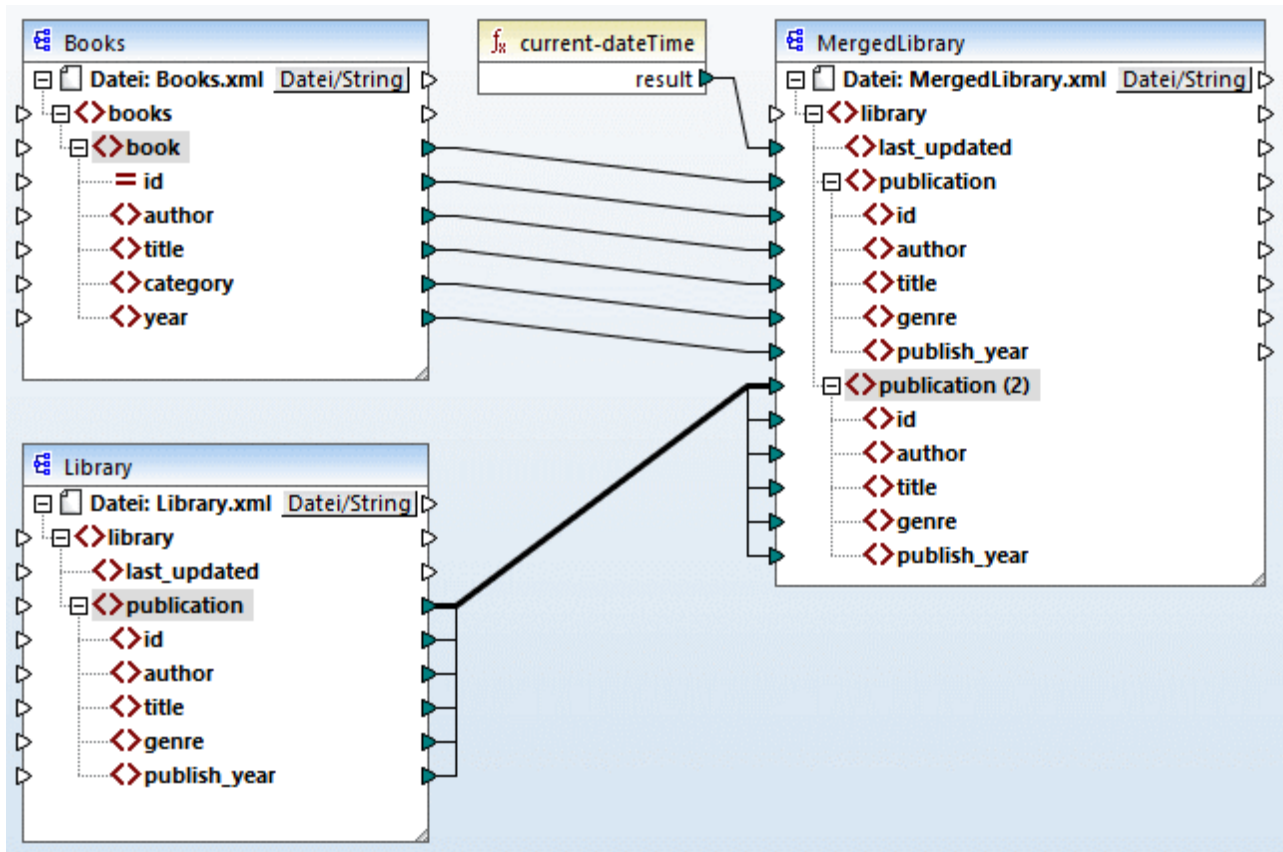 Books
Datei: Books.xml Datei/String
books
book
id
author
title
category
year
current-dateTime
result
MergedLibrary
Datei: MergedLibrary.xml Datei/String
library
last_updated
publication
id
author
title
genre
publish_year
publication (2)
id
author
title
genre
publish_year
Library
Datei: Library.xml Datei/String
library
last_updated
publication
id
author
title
genre
publish_year